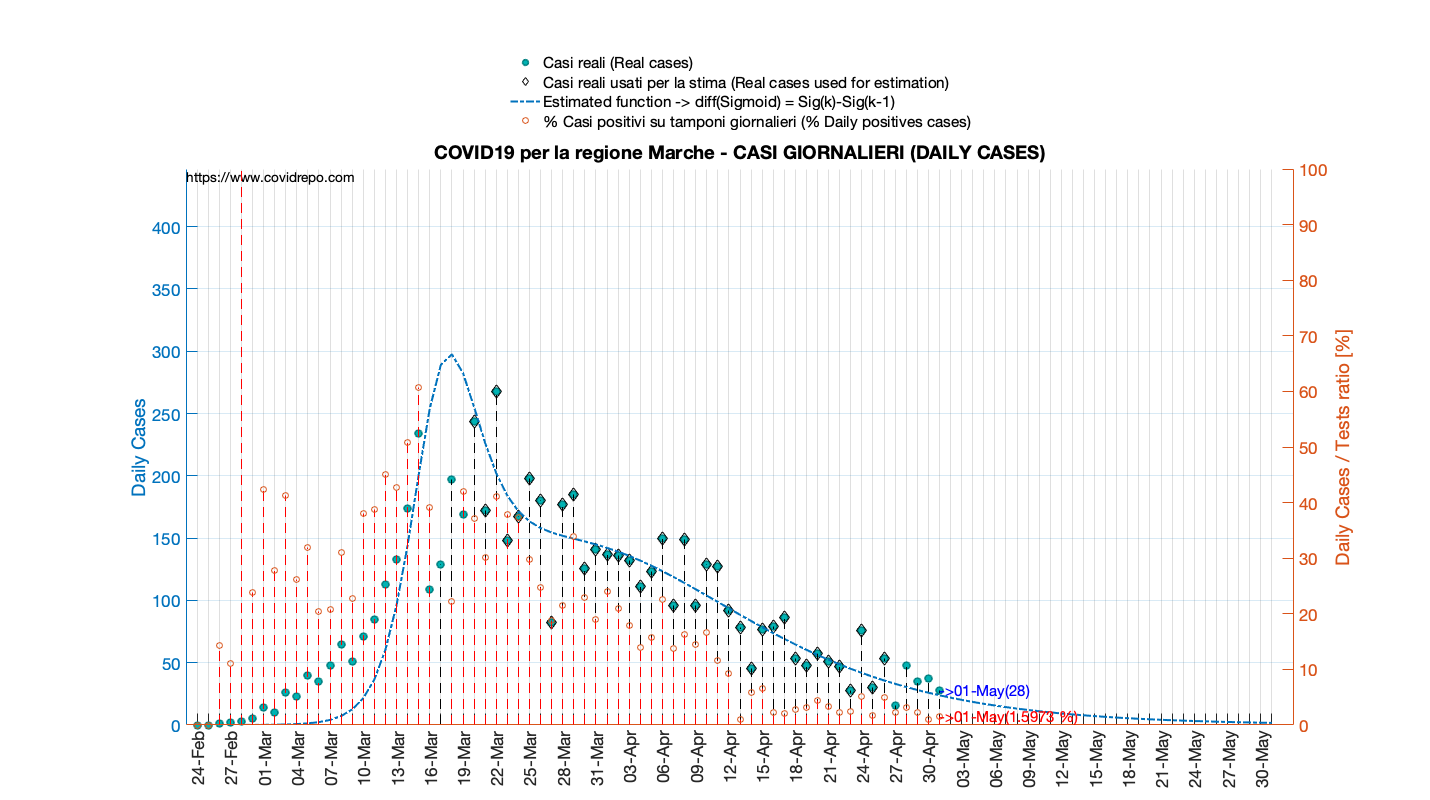 Casi reali (Real cases)
Casi reali usati per la stima (Real cases used for estimation)
Estimated function -> diff(Sigmoid) = Sig(k)-Sig(k-1)
% Casi positivi su tamponi giornalieri (% Daily positives cases)
COVID19 per la regione Marche - CASI GIORNALIERI (DAILY CASES)
https://www.covidrepo.com
Daily Cases
400
350
300
250
200
150
100
50
0
100
90
80
70
60
50
40
30
20
10
0
Daily Cases / Tests ratio [%]
->01-May(28)
->01-May(1.5973 %)
24-Feb
27-Feb
01-Mar
04-Mar
07-Mar
10-Mar
13-Mar
16-Mar
19-Mar
22-Mar
25-Mar
28-Mar
31-Mar
03-Apr
06-Apr
09-Apr
12-Apr
15-Apr
18-Apr
21-Apr
24-Apr
27-Apr
30-Apr
03-May
06-May
09-May
12-May
15-May
18-May
21-May
24-May
27-May
30-May